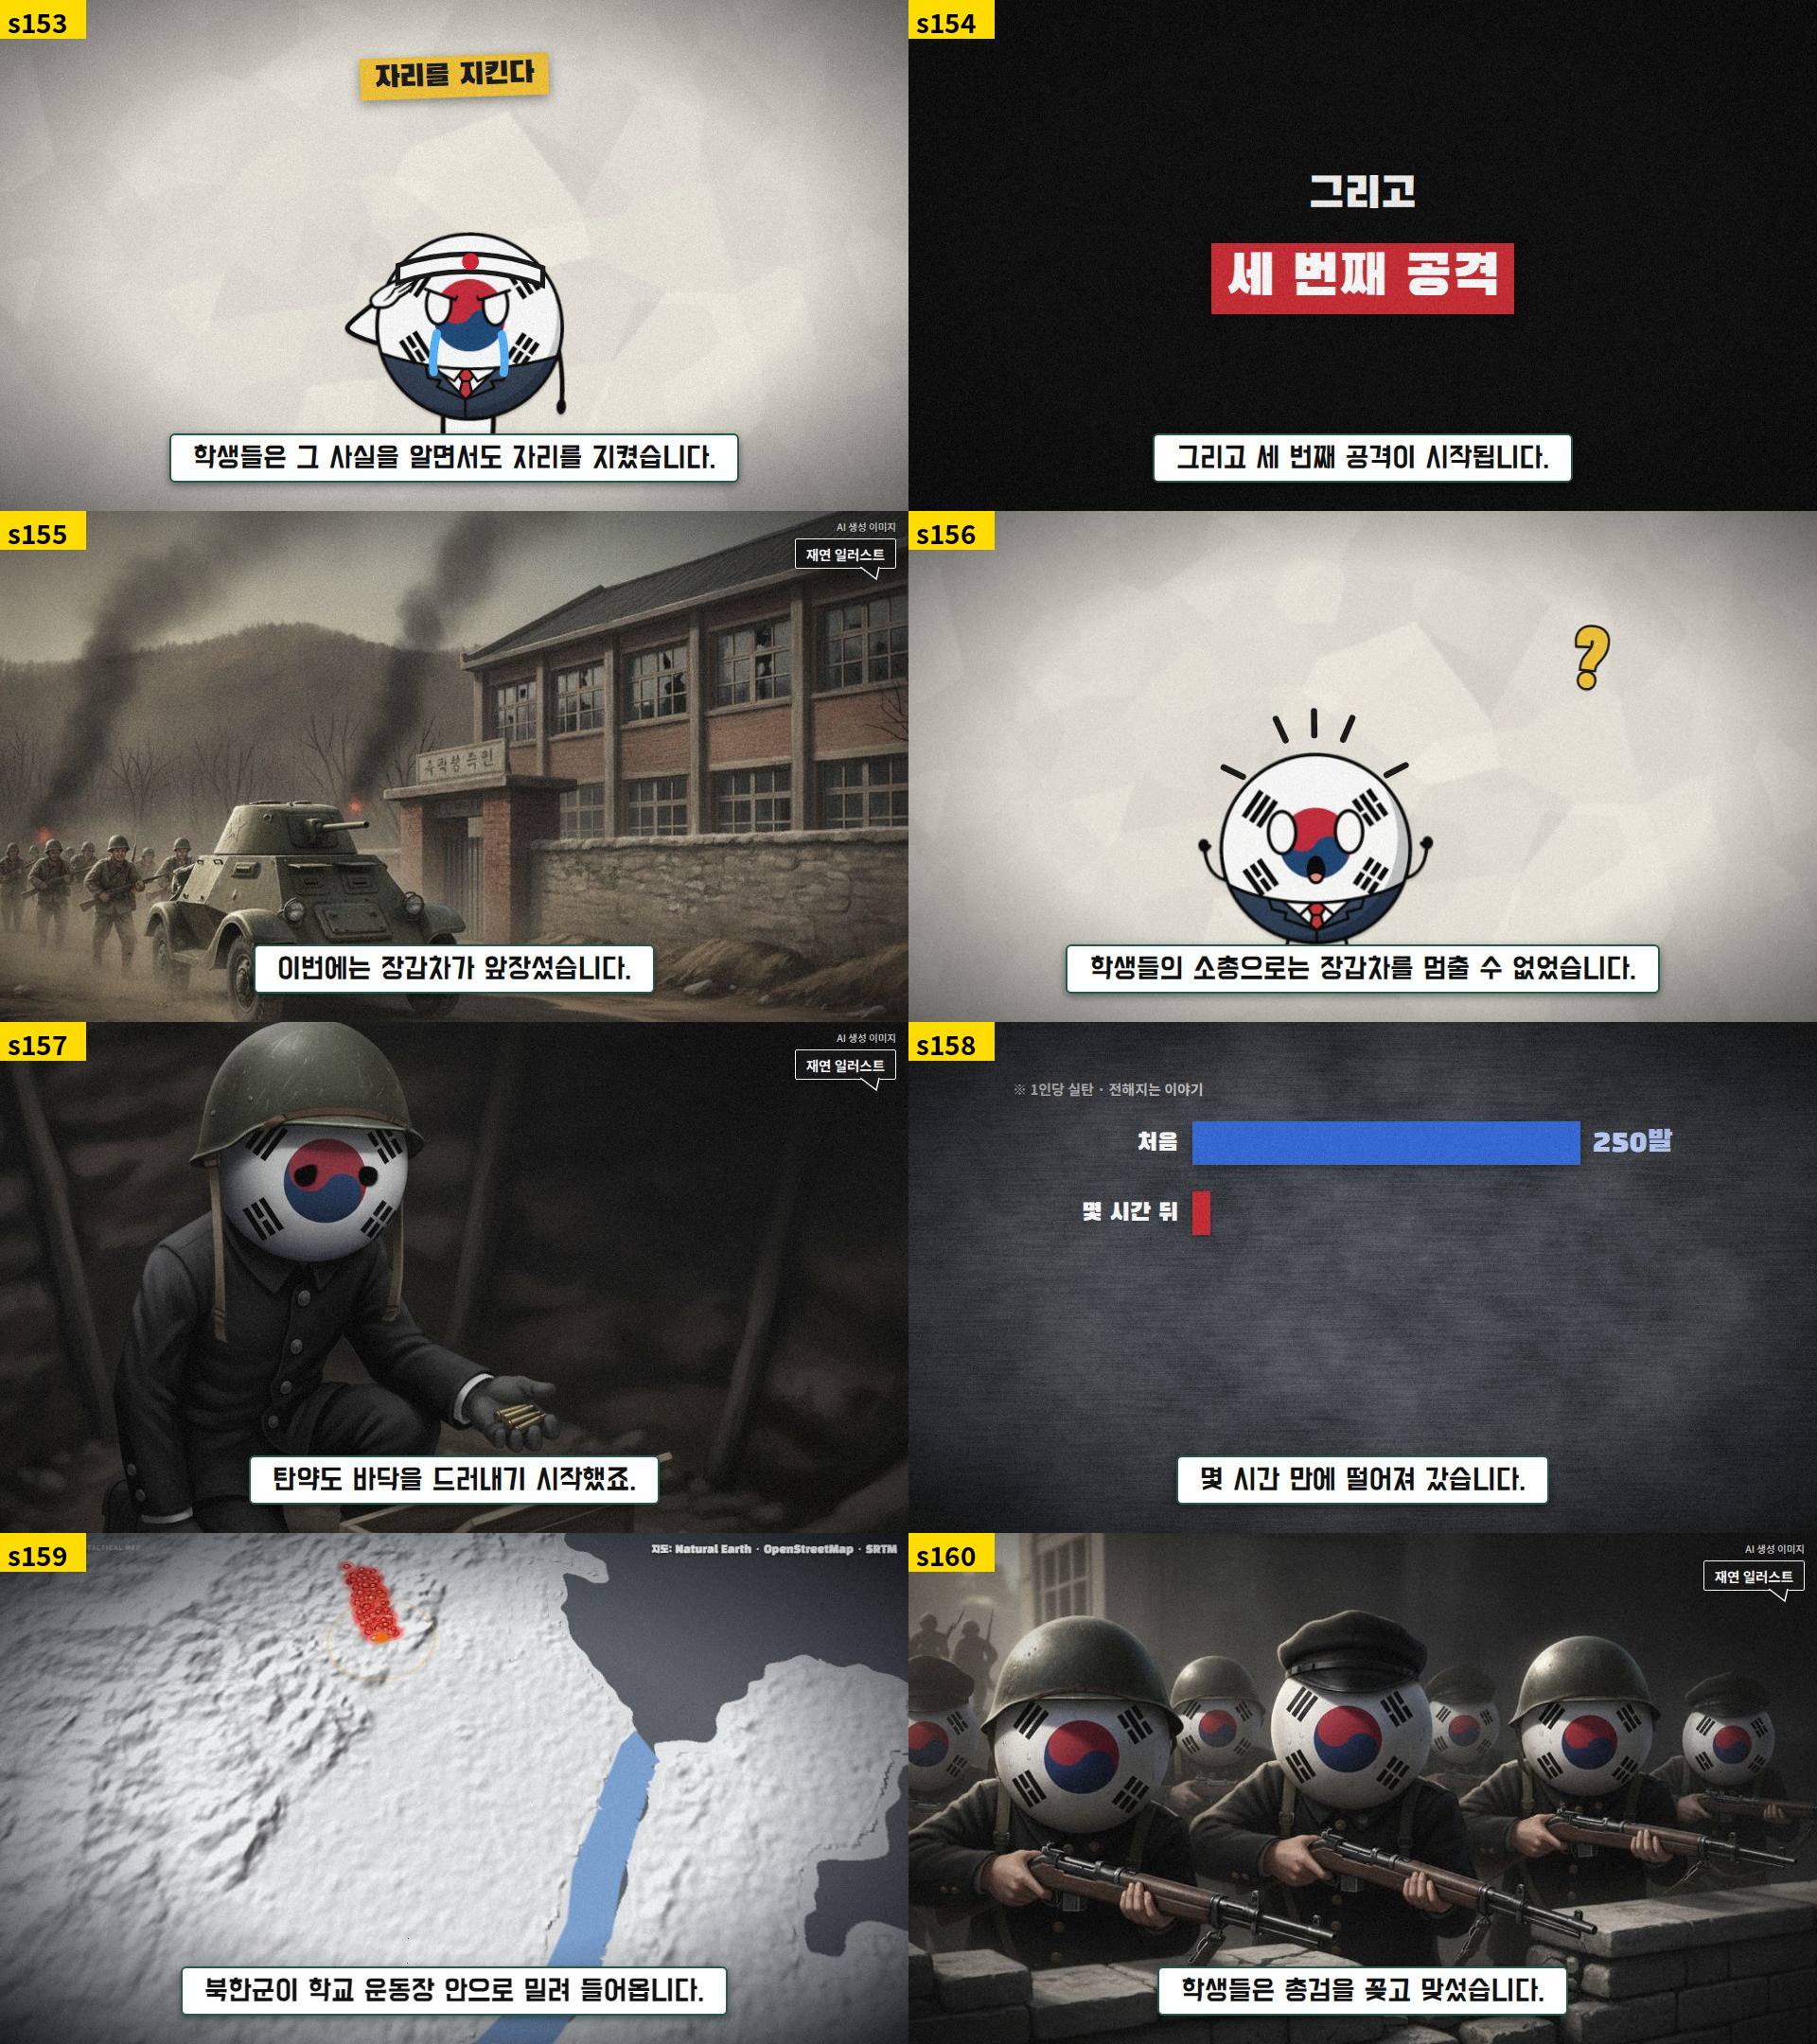 s153
자리를 지킨다
학생들은 그 사실을 알면서도 자리를 지켰습니다.
s154
그리고
세 번째 공격
그리고 세 번째 공격이 시작됩니다.
s155
AI 생성 이미지
재연 일러스트
이번에는 장갑차가 앞장섰습니다.
s156
?
학생들의 소총으로는 장갑차를 멈출 수 없었습니다.
s157
AI 생성 이미지
재연 일러스트
탄약도 바닥을 드러내기 시작했죠.
s158
※ 1인당 실탄 · 전해지는 이야기
처음
250발
몇 시간 뒤
몇 시간 만에 떨어져 갔습니다.
s159
TACTICAL MAP
지도: Natural Earth · OpenStreetMap · SRTM
북한군이 학교 운동장 안으로 밀려 들어옵니다.
s160
AI 생성 이미지
재연 일러스트
학생들은 총검을 꽂고 맞섰습니다.